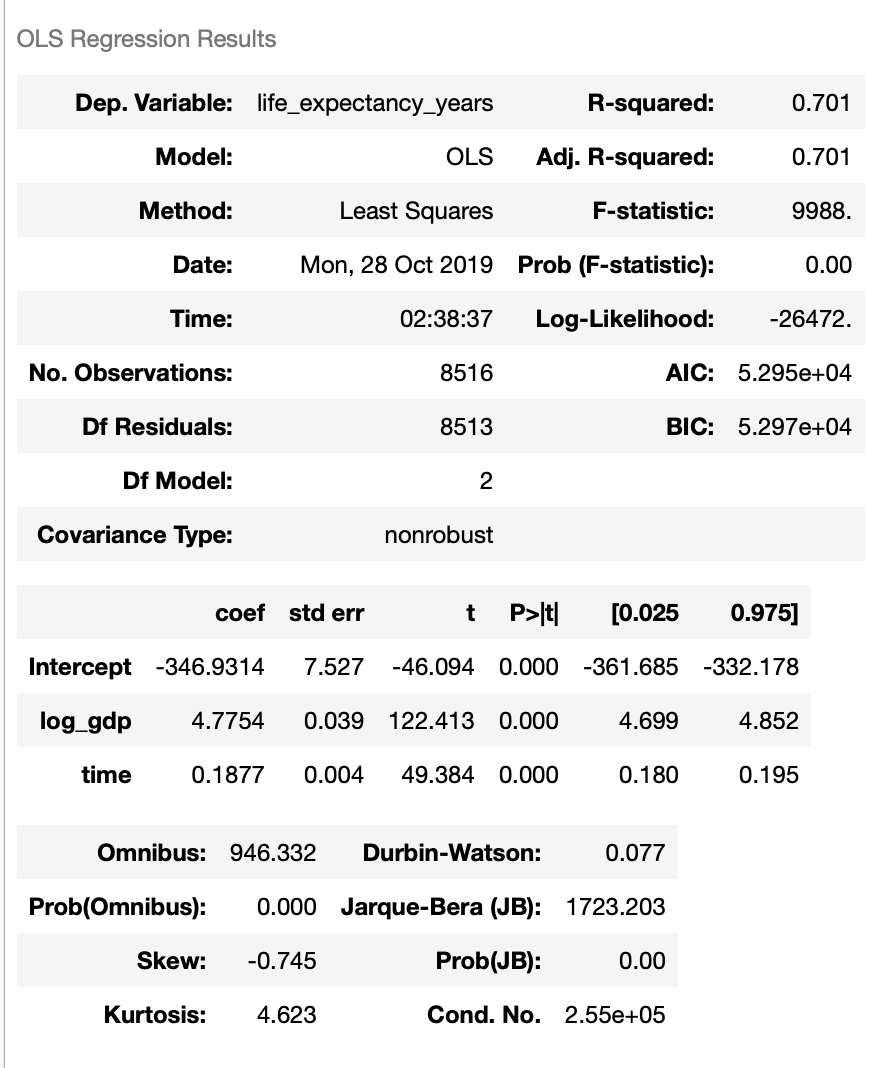 OLS Regression Results
Dep. Variable: life_expectancy_years R-squared: 0.701
Model: OLS Adj. R-squared: 0.701
Method: Least Squares F-statistic: 9988.
Date: Mon, 28 Oct 2019 Prob (F-statistic): 0.00
Time: 02:38:37 Log-Likelihood: -26472.
No. Observations: 8516 AIC: 5.295e+04
Df Residuals: 8513 BIC: 5.297e+04
Df Model: 2
Covariance Type: nonrobust
coef std err t P>|t| [0.025 0.975]
Intercept -346.9314 7.527 -46.094 0.000 -361.685 -332.178
log_gdp 4.7754 0.039 122.413 0.000 4.699 4.852
time 0.1877 0.004 49.384 0.000 0.180 0.195
Omnibus: 946.332 Durbin-Watson: 0.077
Prob(Omnibus): 0.000 Jarque-Bera (JB): 1723.203
Skew: -0.745 Prob(JB): 0.00
Kurtosis: 4.623 Cond. No. 2.55e+05